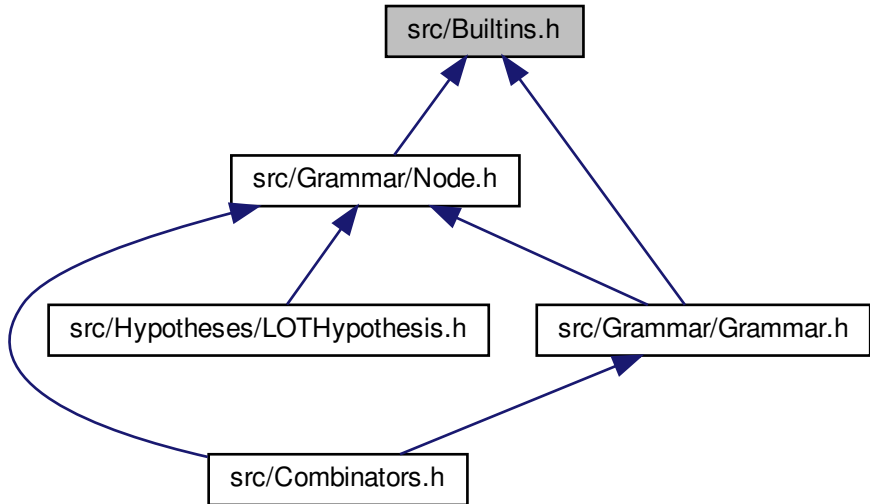 src/Builtins.h
src/Grammar/Node.h
src/Hypotheses/LOTHypothesis.h
src/Grammar/Grammar.h
src/Combinators.h